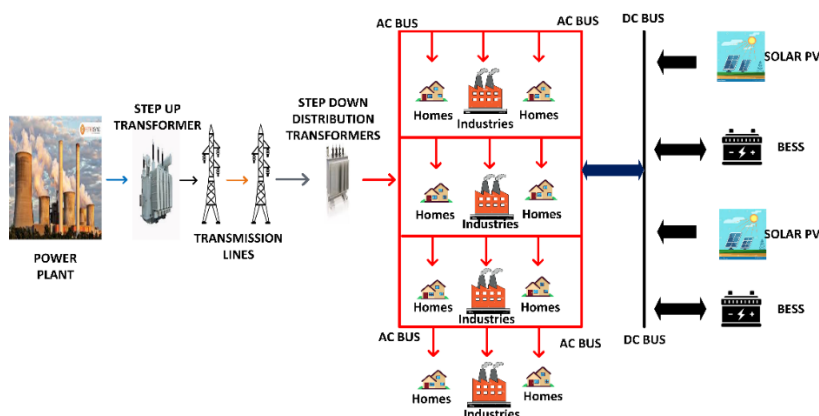 AC BUS
AC BUS
DC BUS
SOLAR PV
STEP UP
TRANSFORMER
STEP DOWN
DISTRIBUTION
TRANSFORMERS
Homes
Industries
Homes
BESS
Homes
Industries
Homes
TRANSMISSION
LINES
POWER
PLANT
SOLAR PV
Homes
Industries
Homes
BESS
AC BUS
AC BUS
DC BUS
Homes
Industries
Homes